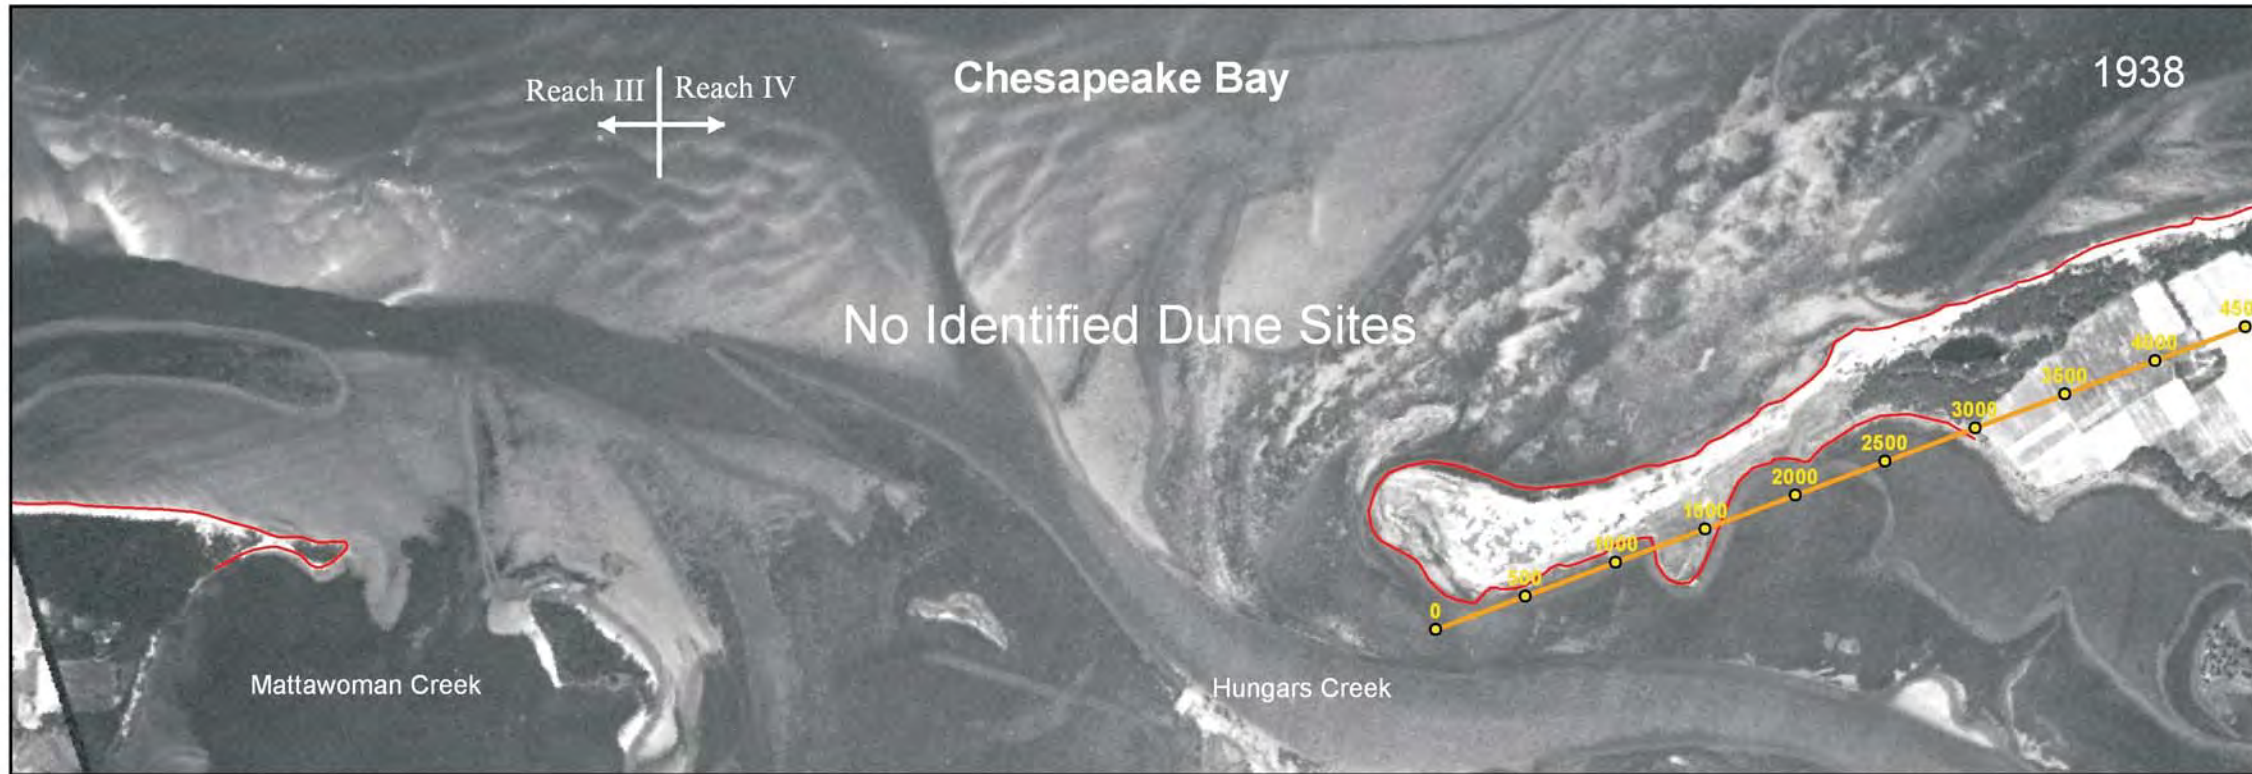 Chesapeake Bay
1938
Reach III
Reach IV
No Identified Dune Sites
Mattawoman Creek
Hungars Creek
0
500
1000
1500
2000
2500
3000
3500
4000
450